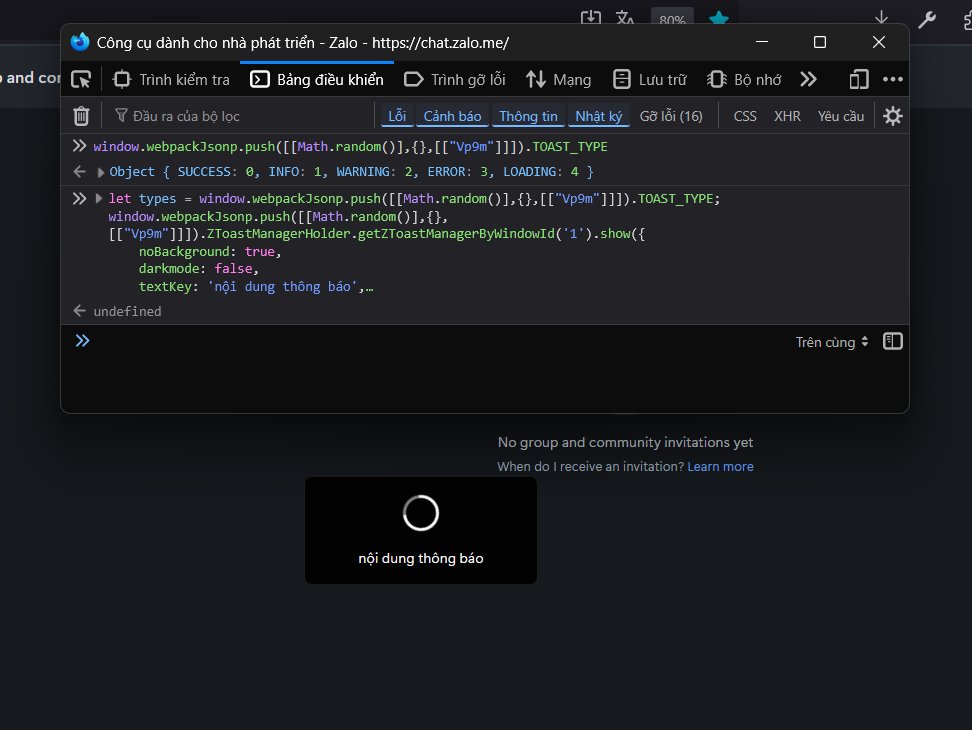 80%
Công cụ dành cho nhà phát triển - Zalo - https://chat.zalo.me/
and cor
Trình kiểm tra Bảng điều khiển Trình gỡ lỗi Mạng Lưu trữ Bộ nhớ
Đầu ra của bộ lọc Lỗi Cảnh báo Thông tin Nhật ký Gỡ lỗi (16) CSS XHR Yêu cầu
window.webpackJsonp.push([[Math.random()],{},[["Vp9m"]]]).TOAST_TYPE
Object { SUCCESS: 0, INFO: 1, WARNING: 2, ERROR: 3, LOADING: 4 }
let types = window.webpackJsonp.push([[Math.random()],{},[["Vp9m"]]]).TOAST_TYPE;
window.webpackJsonp.push([[Math.random()],{},
[["Vp9m"]]]).ZToastManagerHolder.getZToastManagerByWindowId('1').show({
noBackground: true,
darkmode: false,
textKey: 'nội dung thông báo',…
undefined
Trên cùng
No group and community invitations yet
When do I receive an invitation? Learn more
nội dung thông báo